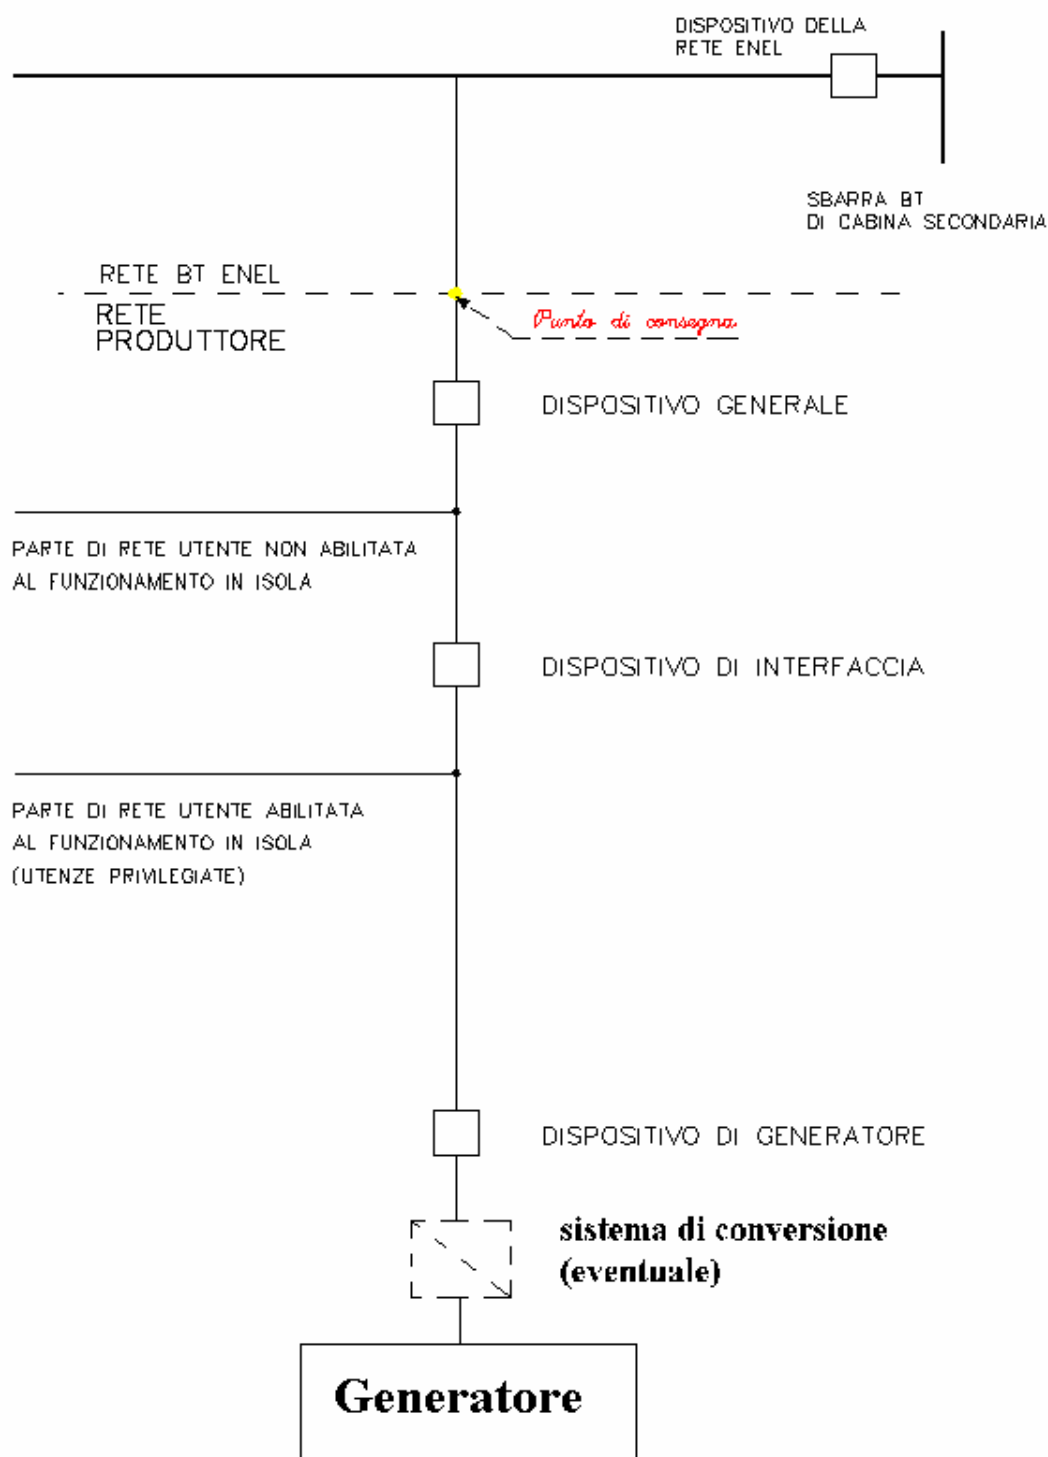 DISPOSITIVO DELLA
RETE ENEL
SBARRA BT
DI CABINA SECONDARIA
RETE BT ENEL
RETE
PRODUTTORE
Punto di consegna
DISPOSITIVO GENERALE
PARTE DI RETE UTENTE NON ABILITATA
AL FUNZIONAMENTO IN ISOLA
DISPOSITIVO DI INTERFACCIA
PARTE DI RETE UTENTE ABILITATA
AL FUNZIONAMENTO IN ISOLA
(UTENZE PRIVILEGIATE)
DISPOSITIVO DI GENERATORE
sistema di conversione
(eventuale)
Generatore